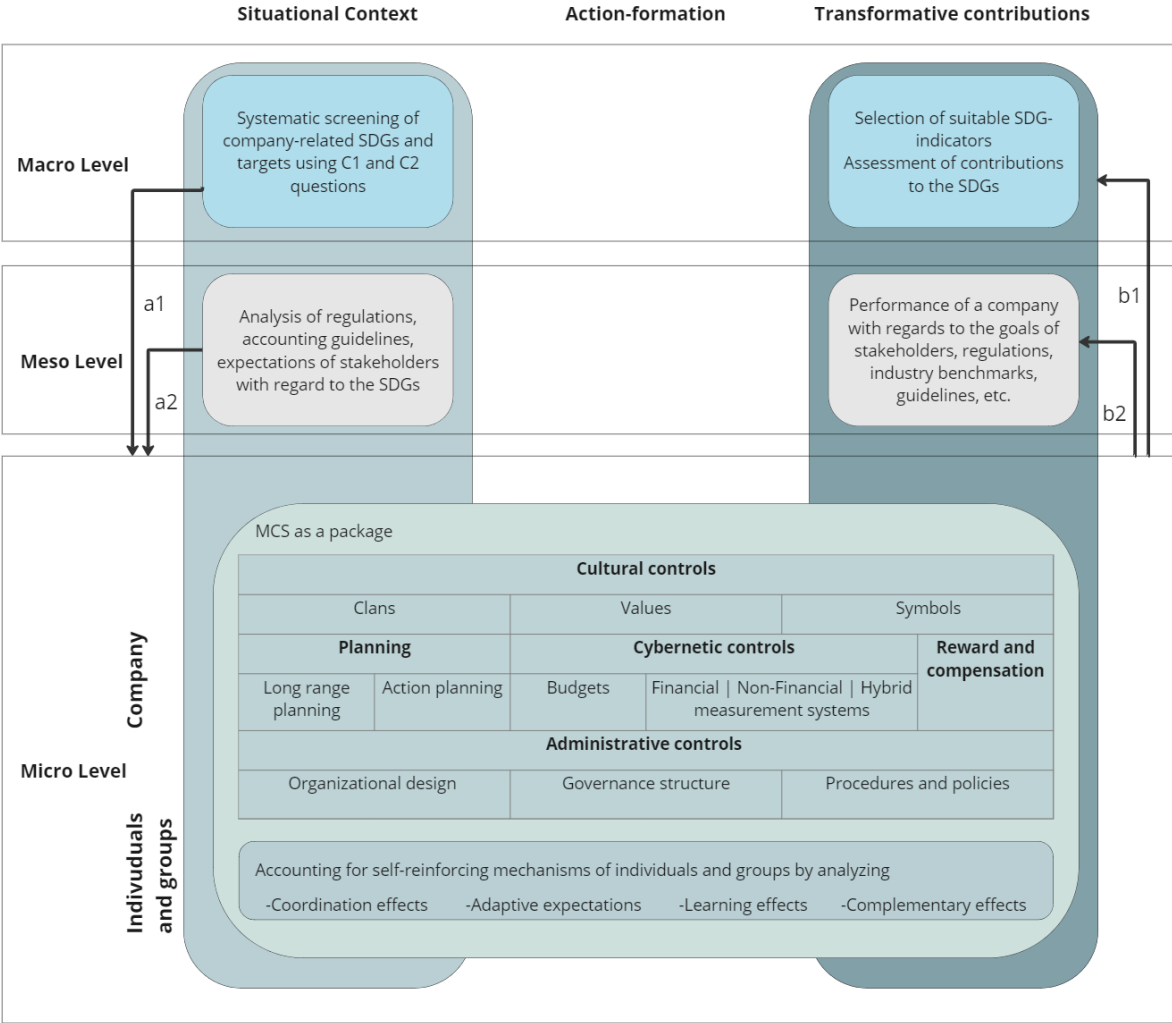 Situational Context
Action-formation
Transformative contributions
Macro Level
Systematic screening of
company-related SDGs and
targets using C1 and C2
questions
Selection of suitable SDG-
indicators
Assessment of contributions
to the SDGs
a1
b1
Meso Level
Analysis of regulations,
accounting guidelines,
expectations of stakeholders
with regard to the SDGs
Performance of a company
with regards to the goals of
stakeholders, regulations,
industry benchmarks,
guidelines, etc.
a2
b2
Micro Level
Company
Indivuduals
and groups
MCS as a package
Cultural controls
Clans
Values
Symbols
Planning
Cybernetic controls
Reward and
compensation
Long range
planning
Action planning
Budgets
Financial | Non-Financial | Hybrid
measurement systems
Administrative controls
Organizational design
Governance structure
Procedures and policies
Accounting for self-reinforcing mechanisms of individuals and groups by analyzing
-Coordination effects
-Adaptive expectations
-Learning effects
-Complementary effects